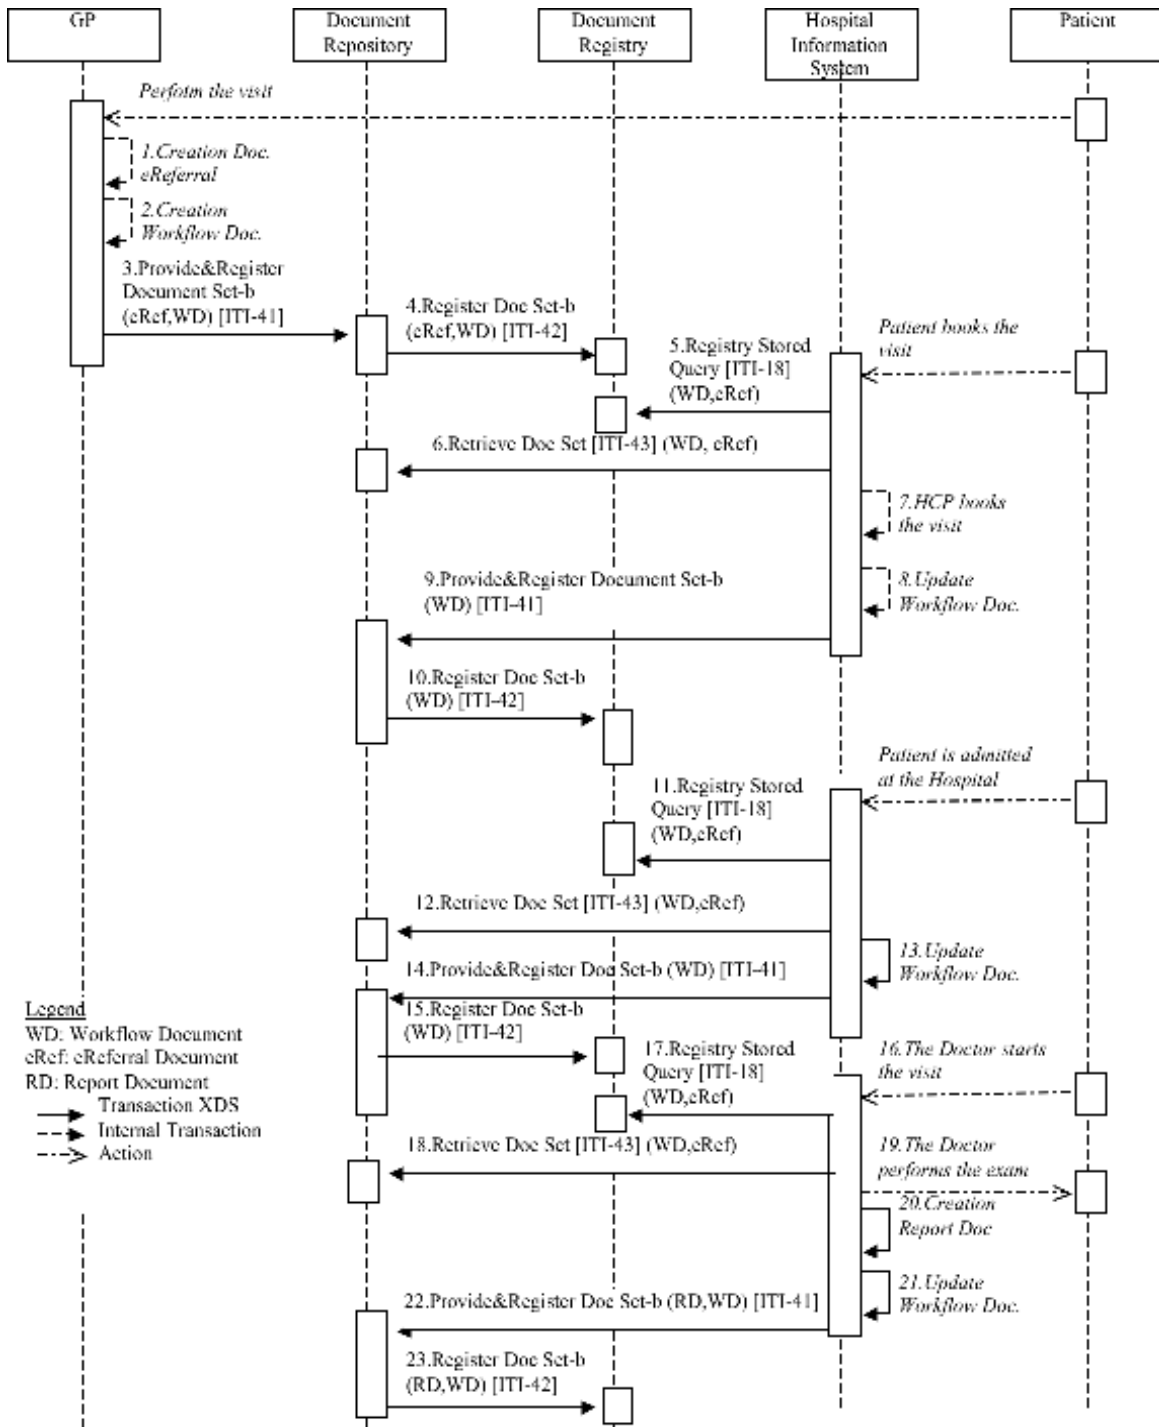 GP
Document
Repository
Document
Registry
Hospital
Information
System
Patient
Perfotm the visit
1.Creation Doc.
eReferral
2.Creation
Workflow Doc.
3.Provide&Register
Document Set-b
(eRef,WD) [ITI-41]
4.Register Doc Set-b
(eRef,WD) [ITI-42]
Patient books the
visit
5.Registry Stored
Query [ITI-18]
(WD,eRef)
6.Retrieve Doc Set [ITI-43] (WD, eRef)
7.HCP books
the visit
8.Update
Workflow Doc.
9.Provide&Register Document Set-b
(WD) [ITI-41]
10.Register Doc Set-b
(WD) [ITI-42]
Patient is admitted
at the Hospital
11.Registry Stored
Query [ITI-18]
(WD,eRef)
12.Retrieve Doc Set [ITI-43] (WD,eRef)
13.Update
Workflow Doc.
14.Provide&Register Doc Set-b (WD) [ITI-41]
15.Register Doc Set-b
(WD) [ITI-42]
Legend
WD: Workflow Document
eRef: eReferral Document
RD: Report Document
Transaction XDS
Internal Transaction
Action
16.The Doctor starts
the visit
17.Registry Stored
Query [ITI-18]
(WD,eRef)
18.Retrieve Doc Set [ITI-43] (WD,eRef)
19.The Doctor
performs the exam
20.Creation
Report Doc
21.Update
Workflow Doc.
22.Provide&Register Doc Set-b (RD,WD) [ITI-41]
23.Register Doc Set-b
(RD,WD) [ITI-42]